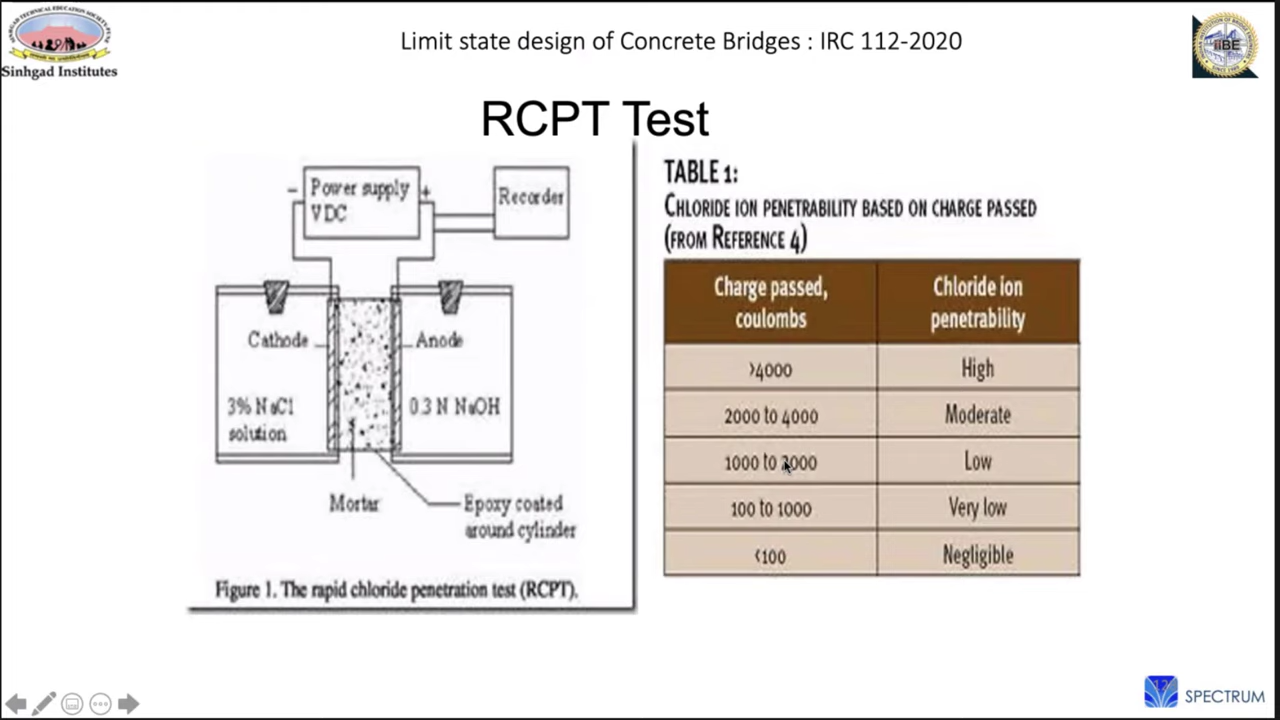 Limit state design of Concrete Bridges : IRC 112-2020
Sinhgad Institutes
iiBE
RCPT Test
Power supply
VDC
−
+
Recorder
Cathode
Anode
3% NaCl
solution
0.3 N NaOH
Mortar
Epoxy coated
around cylinder
Figure 1. The rapid chloride penetration test (RCPT).
TABLE 1:
CHLORIDE ION PENETRABILITY BASED ON CHARGE PASSED
(FROM REFERENCE 4)
Charge passed,
coulombs
Chloride ion
penetrability
>4000 High
2000 to 4000 Moderate
1000 to 2000 Low
100 to 1000 Very low
<100 Negligible
SPECTRUM